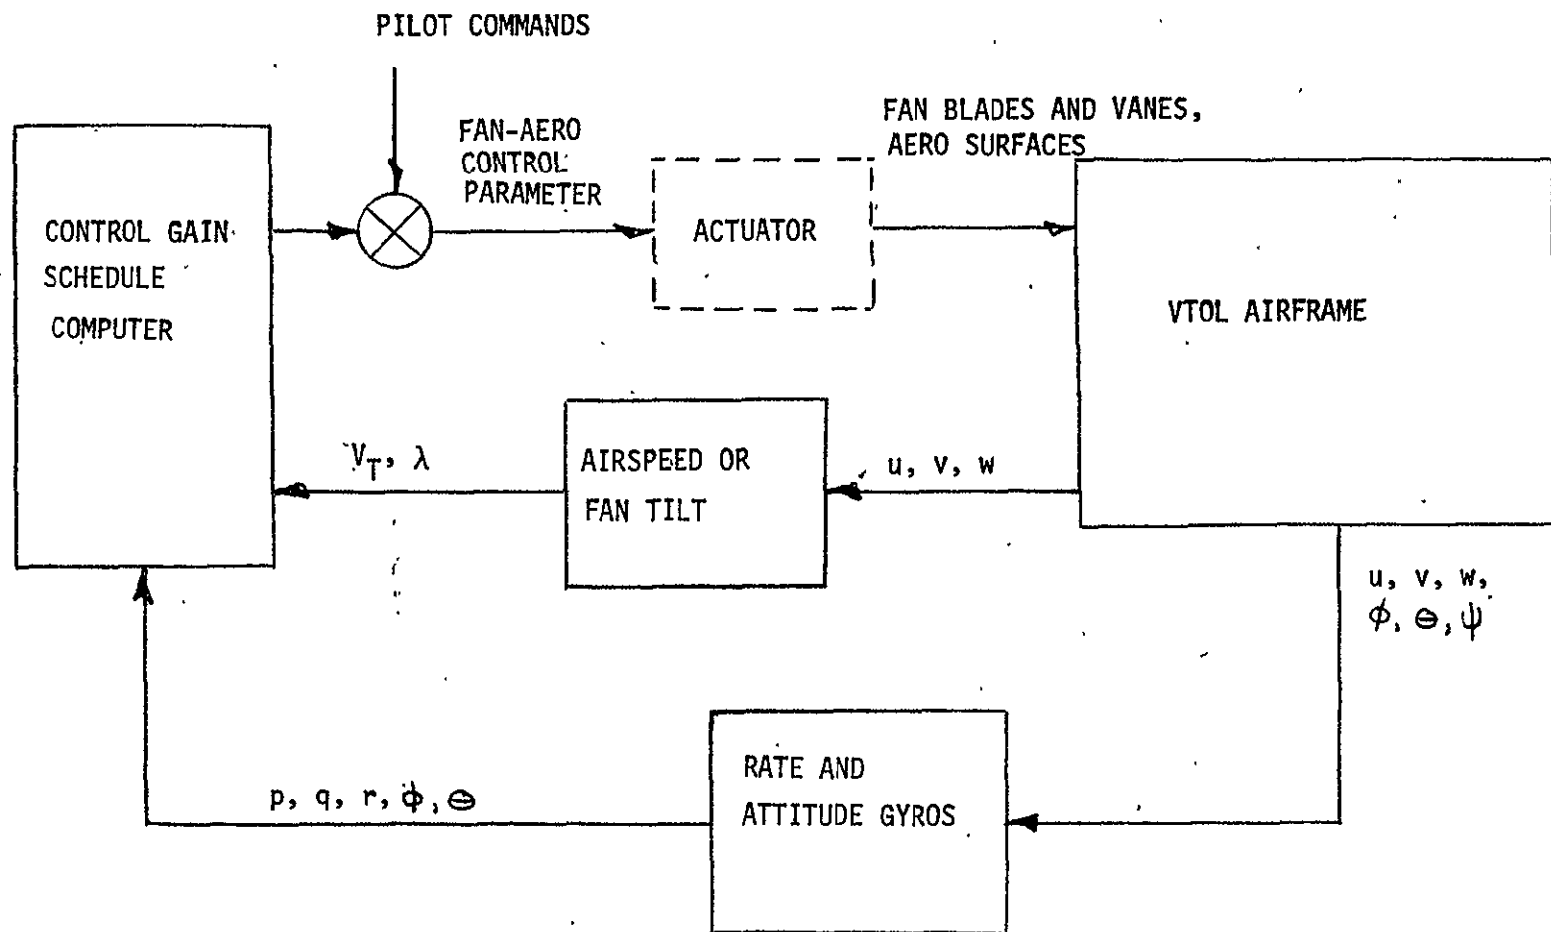 PILOT COMMANDS
FAN BLADES AND VANES,
AERO SURFACES
FAN-AERO
CONTROL
PARAMETER
CONTROL GAIN
SCHEDULE
COMPUTER
ACTUATOR
VTOL AIRFRAME
V_T, λ
AIRSPEED OR
FAN TILT
u, v, w
u, v, w,
ϕ, θ, ψ
RATE AND
ATTITUDE GYROS
p, q, r, ϕ, θ